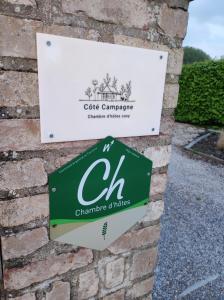 Côté Campagne
Chambre d'hôtes cosy
Ch
Chambre d'hôtes